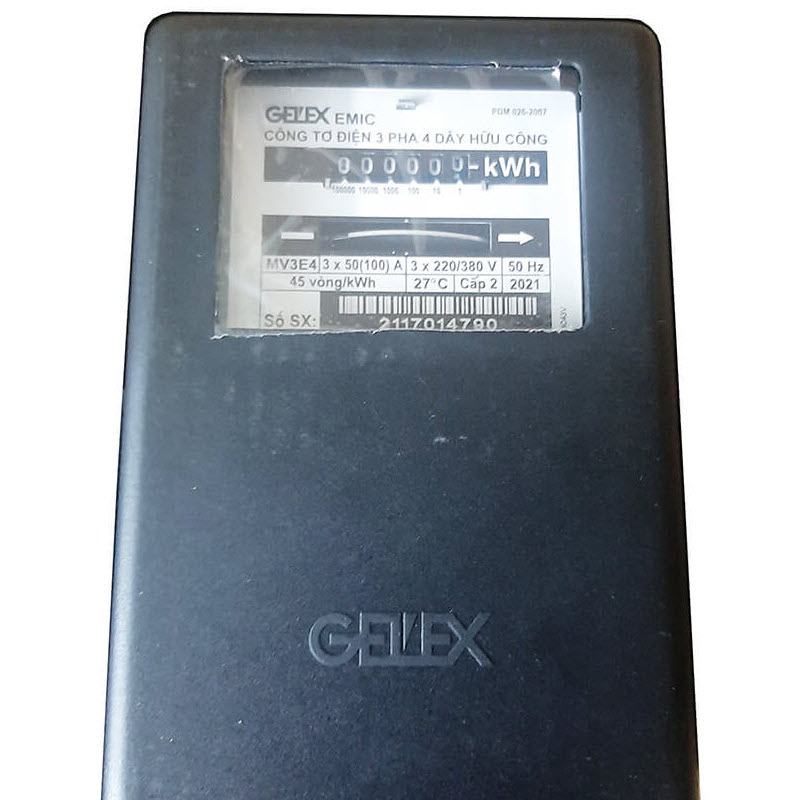 GELEX EMIC PDM 026-2007
CÔNG TƠ ĐIỆN 3 PHA 4 DÂY HỮU CÔNG
000000 - kWh
100000 10000 1000 100 10 1
MV3E4 3 x 50(100) A 3 x 220/380 V 50 Hz
45 vòng/kWh 27°C Cấp 2 2021
Số SX: 2117014790
GELEX